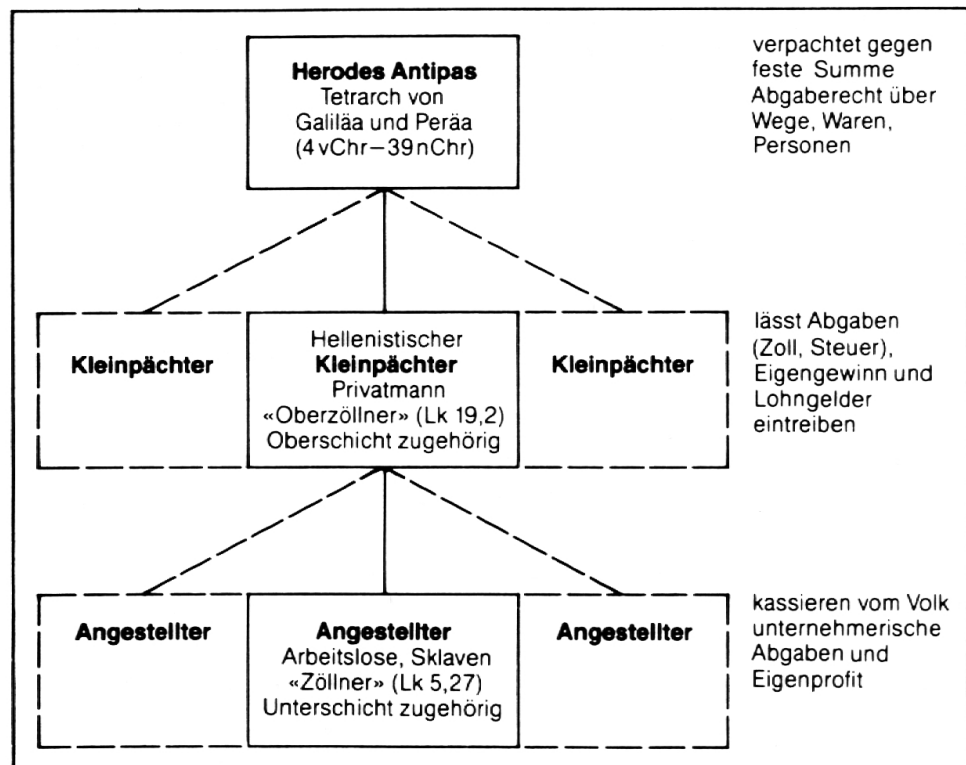 Herodes Antipas
Tetrarch von
Galiläa und Peräa
(4 vChr–39 nChr)
verpachtet gegen
feste Summe
Abgaberecht über
Wege, Waren,
Personen
Kleinpächter
Hellenistischer
Kleinpächter
Privatmann
«Oberzöllner» (Lk 19,2)
Oberschicht zugehörig
Kleinpächter
lässt Abgaben
(Zoll, Steuer),
Eigengewinn und
Lohngelder
eintreiben
Angestellter
Angestellter
Arbeitslose, Sklaven
«Zöllner» (Lk 5,27)
Unterschicht zugehörig
Angestellter
kassieren vom Volk
unternehmerische
Abgaben und
Eigenprofit